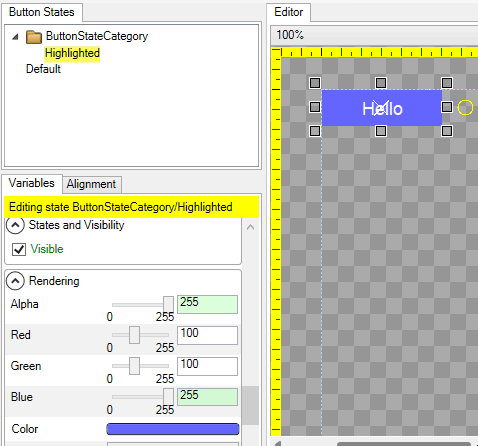 Button States
ButtonStateCategory
Highlighted
Default
Variables
Alignment
Editing state ButtonStateCategory/Highlighted
States and Visibility
Visible
Rendering
Alpha
255
0
255
Red
100
0
255
Green
100
0
255
Blue
255
0
255
Color
Editor
100%
Hello